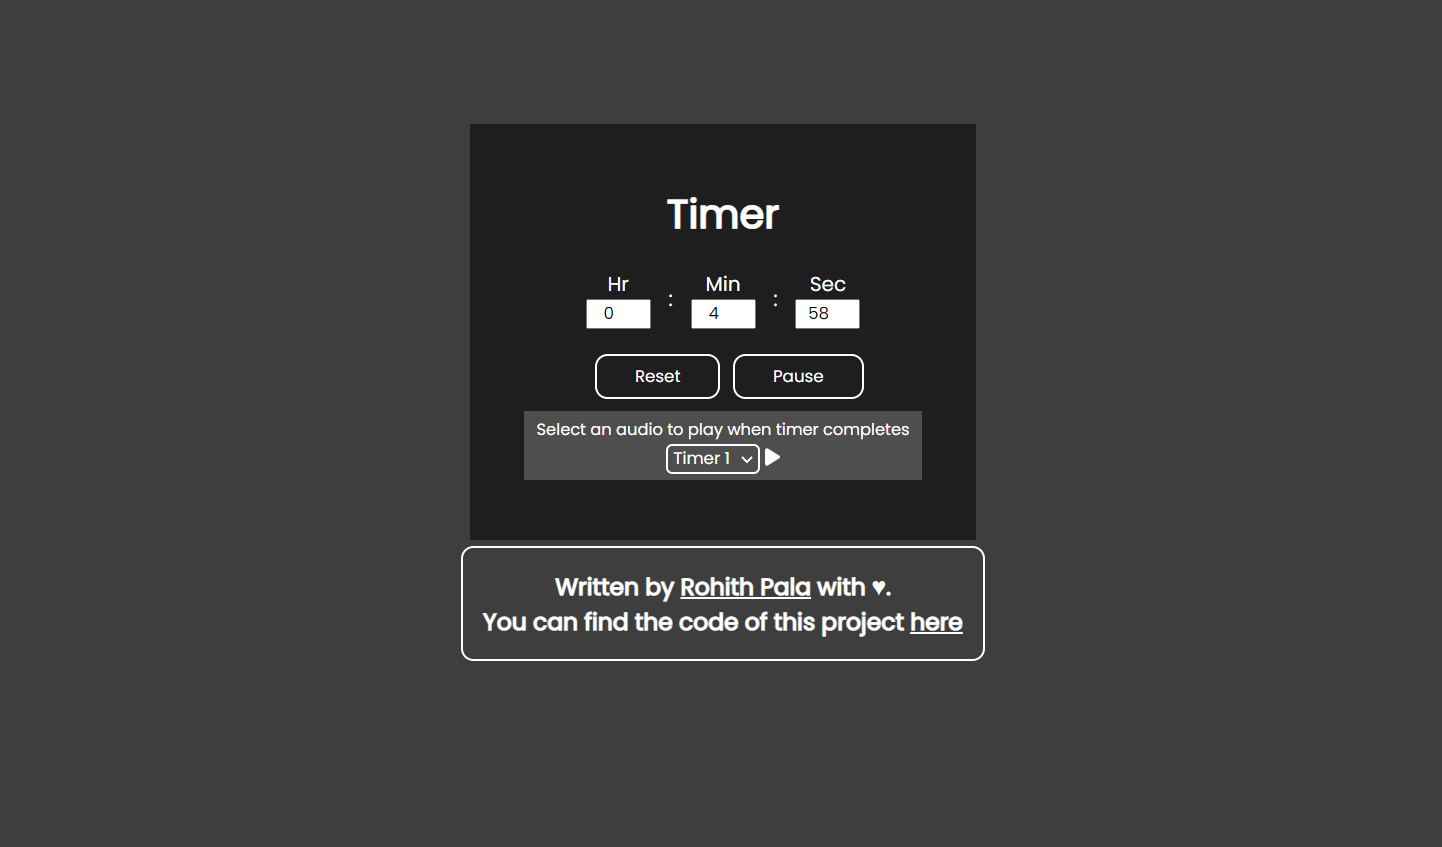 Timer
Hr : Min : Sec
0 4 58
Reset Pause
Select an audio to play when timer completes
Timer 1
Written by Rohith Pala with ♥.
You can find the code of this project here